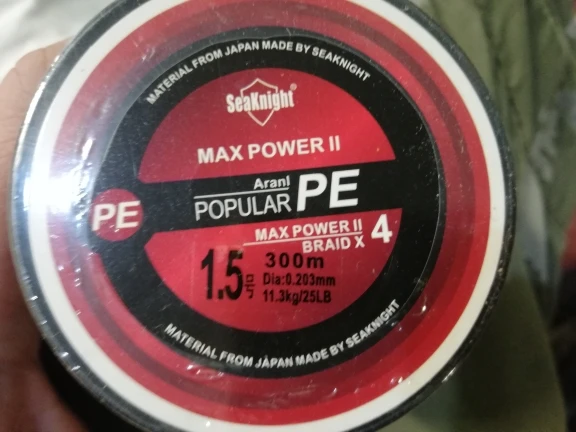 MATERIAL FROM JAPAN MADE BY SEAKNIGHT
SeaKnight®
MAX POWER II
Arani
POPULAR PE
PE
MAX POWER II
BRAID X 4
1.5号
300m
Dia:0.203mm
11.3kg/25LB
MATERIAL FROM JAPAN MADE BY SEAKNIGHT